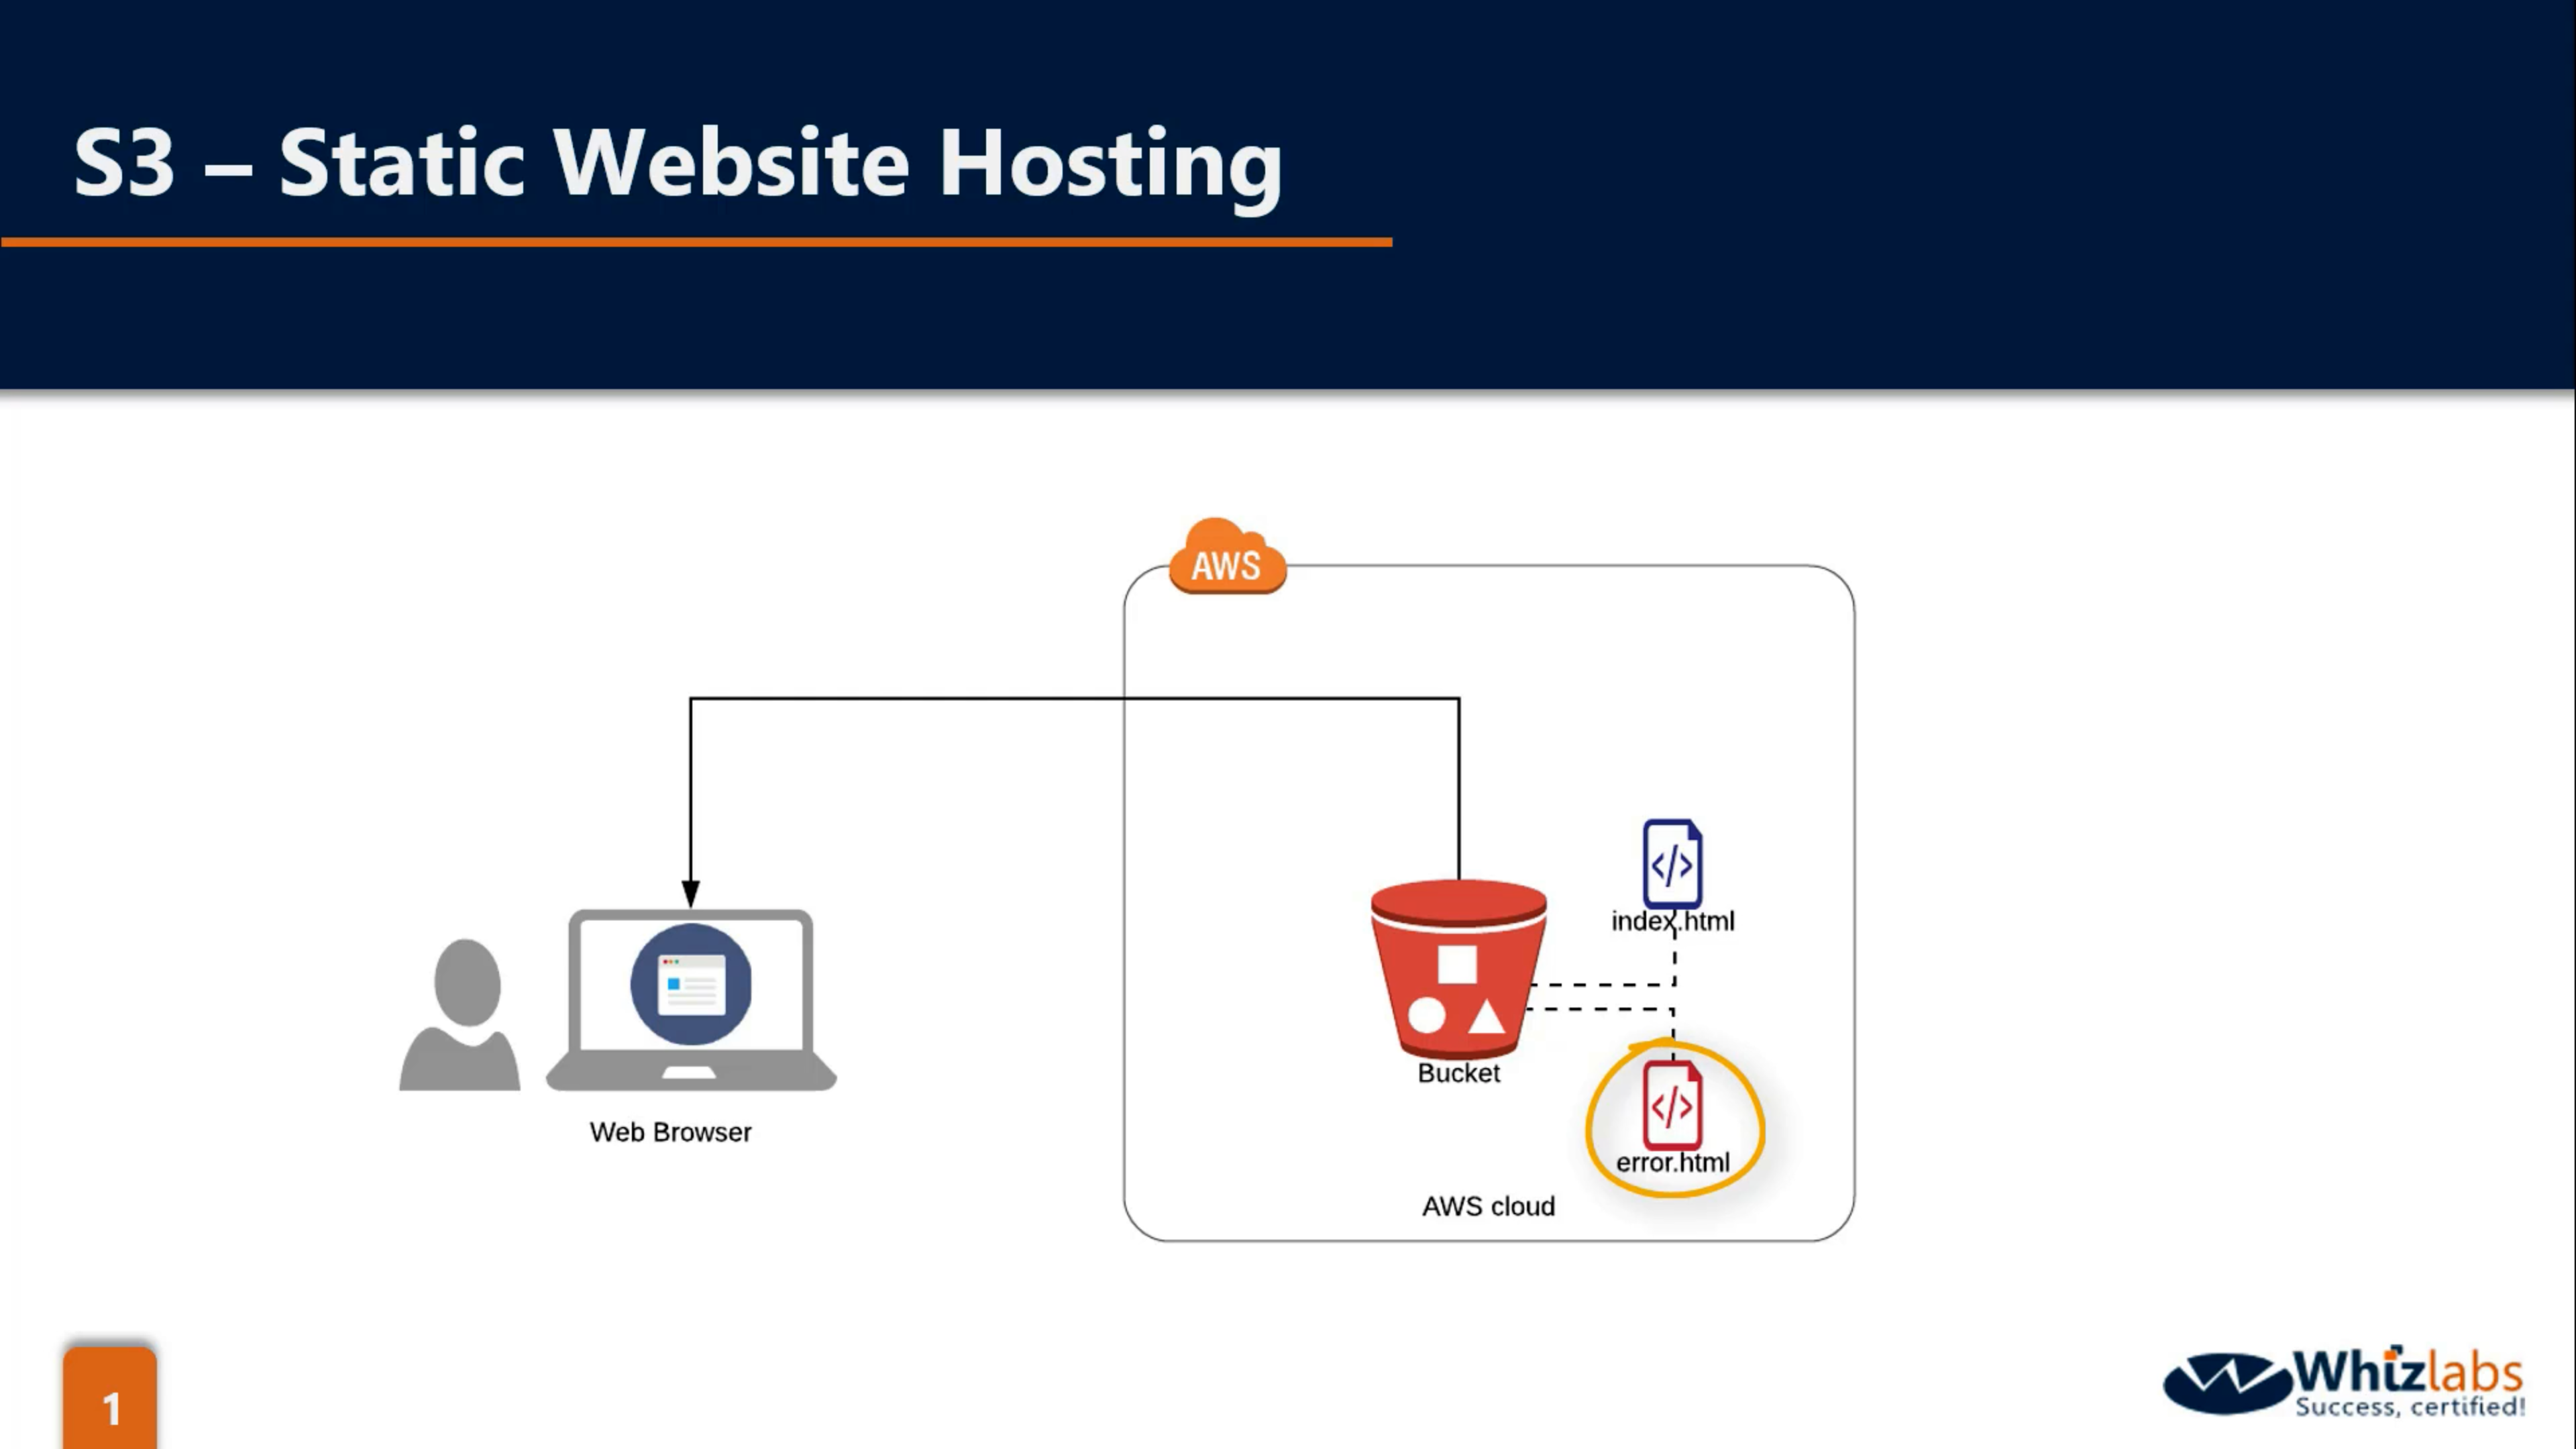 S3 – Static Website Hosting
AWS
index.html
Bucket
Web Browser
error.html
AWS cloud
1
Whizlabs
Success, certified!